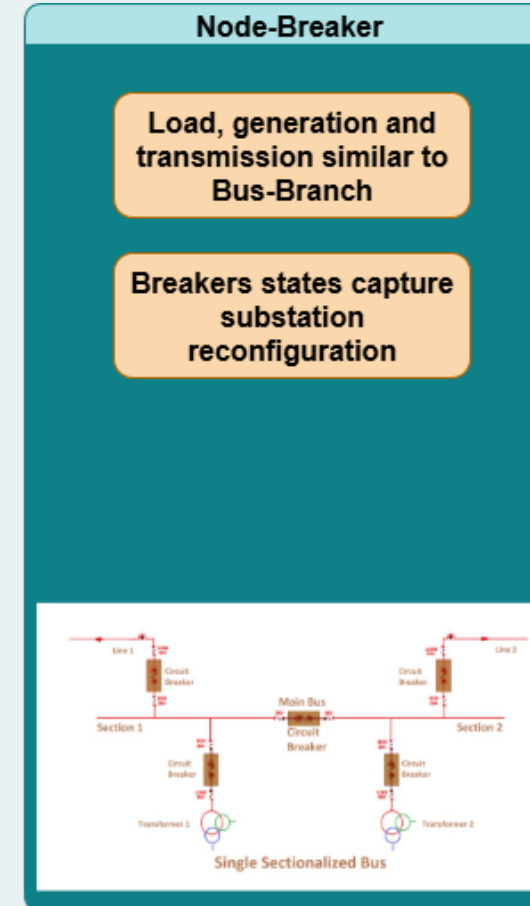 Node-Breaker
Load, generation and
transmission similar to
Bus-Branch
Breakers states capture
substation
reconfiguration
Line 1
Line 2
Circuit
Breaker
Circuit
Breaker
Main Bus
Section 1
Section 2
Circuit
Breaker
Circuit
Breaker
Circuit
Breaker
Transformer 1
Transformer 2
Single Sectionalized Bus